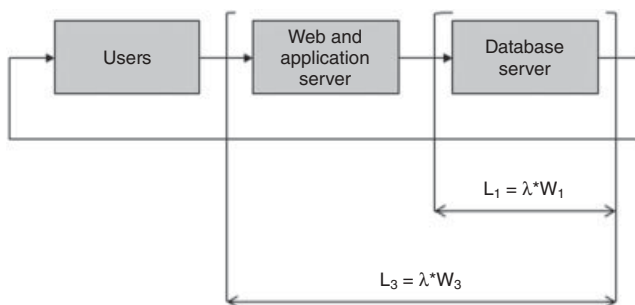 Users
Web and
application
server
Database
server
L₁ = λ*W₁
L₃ = λ*W₃